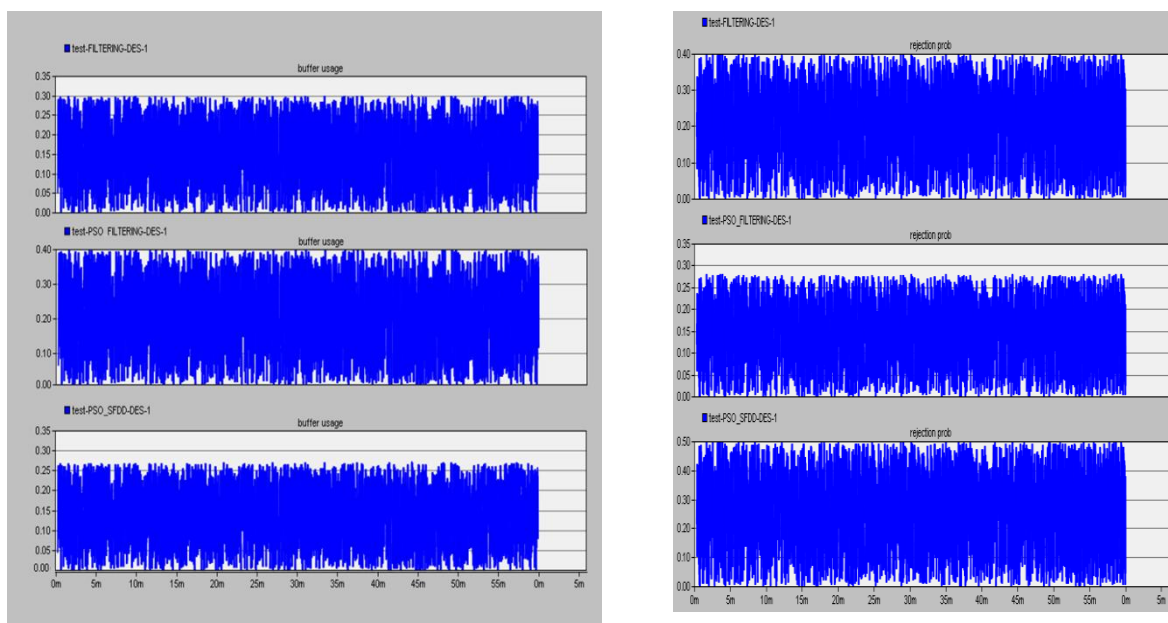 test-FILTERING-DES-1
buffer usage
0.35
0.30
0.25
0.20
0.15
0.10
0.05
0.00
test-PSO FILTERING-DES-1
buffer usage
0.40
0.30
0.20
0.10
0.00
test-PSO_SFDD-DES-1
buffer usage
0.35
0.30
0.25
0.20
0.15
0.10
0.05
0.00
0m 5m 10m 15m 20m 25m 30m 35m 40m 45m 50m 55m 0m 5m
test-FILTERING-DES-1
rejection prob
0.40
0.30
0.20
0.10
0.00
test-PSO_FILTERING-DES-1
rejection prob
0.35
0.30
0.25
0.20
0.15
0.10
0.05
0.00
test-PSO_SFDD-DES-1
rejection prob
0.50
0.40
0.30
0.20
0.10
0.00
0m 5m 10m 15m 20m 25m 30m 35m 40m 45m 50m 55m 0m 5m